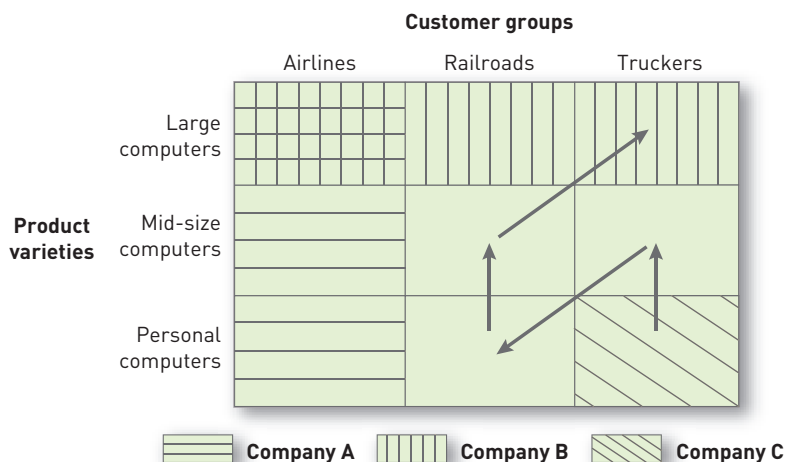 Customer groups
Airlines Railroads Truckers
Large
computers
Product
varieties
Mid-size
computers
Personal
computers
Company A Company B Company C